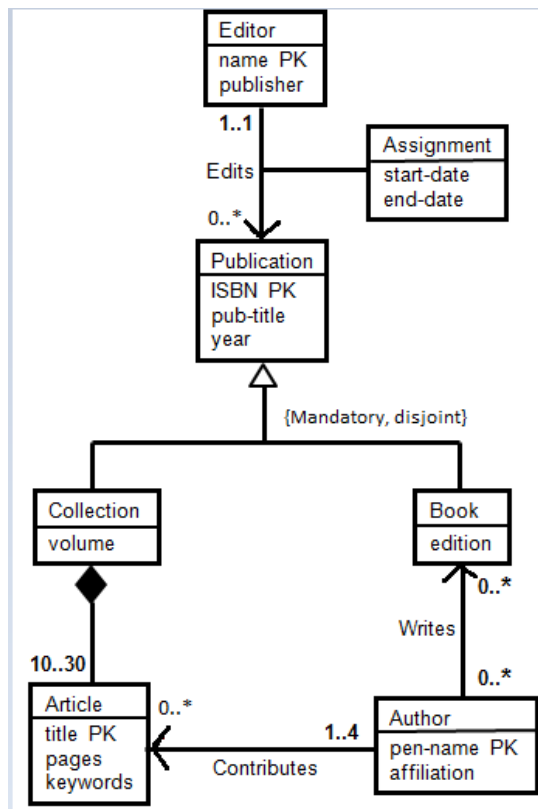 Editor
name PK
publisher
1..1
Edits
Assignment
start-date
end-date
0..*
Publication
ISBN PK
pub-title
year
{Mandatory, disjoint}
Collection
volume
Book
edition
0..*
Writes
10..30
0..*
Article
title PK
pages
keywords
0..*
1..4
Contributes
Author
pen-name PK
affiliation